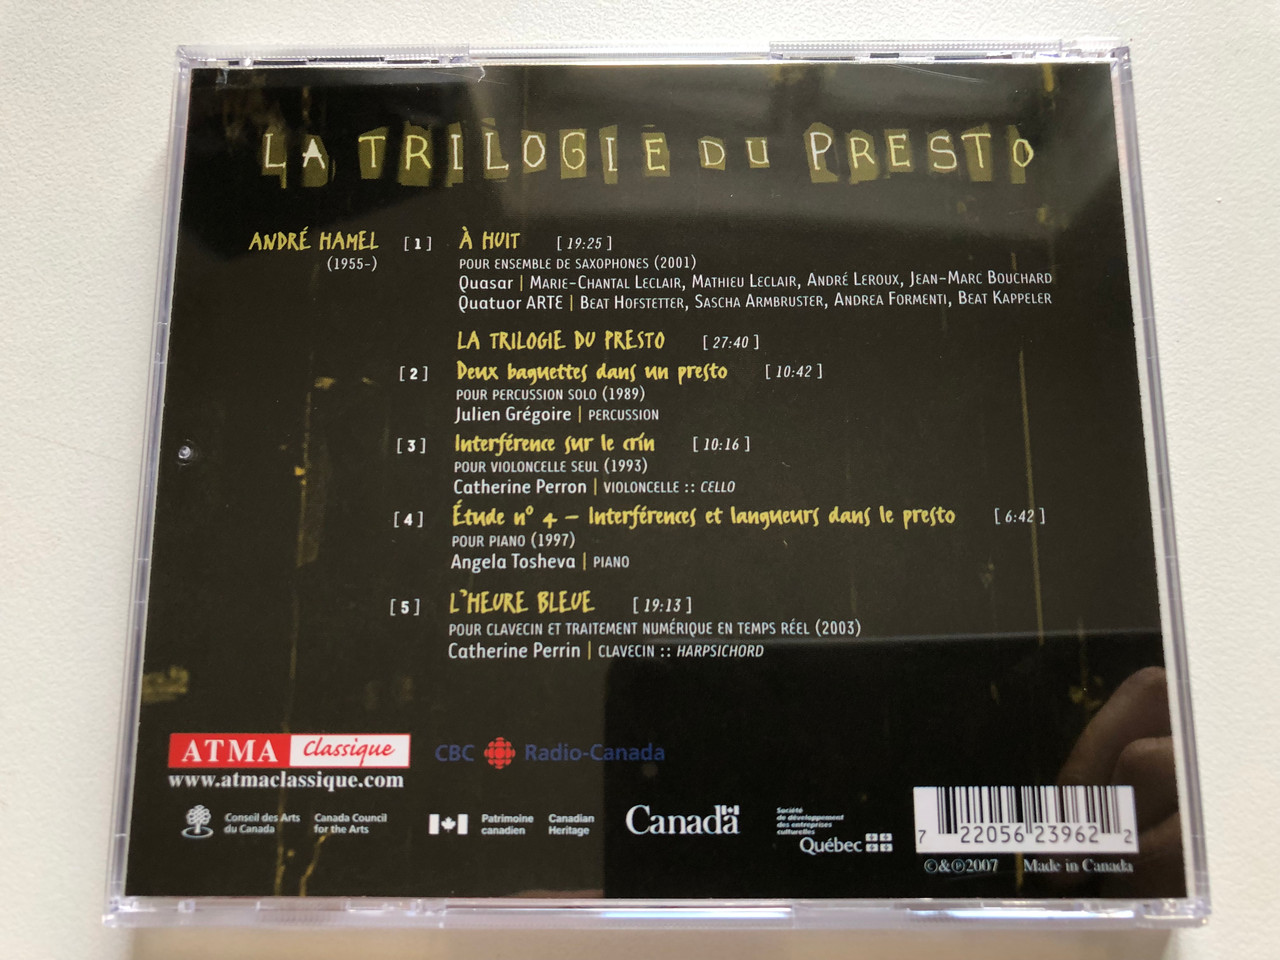 LA TRILOGIE DU PRESTO
ANDRÉ HAMEL [1] À HUIT [19:25]
(1955-) POUR ENSEMBLE DE SAXOPHONES (2001)
Quasar | MARIE-CHANTAL LECLAIR, MATHIEU LECLAIR, ANDRÉ LEROUX, JEAN-MARC BOUCHARD
Quatuor ARTE | BEAT HOFSTETTER, SASCHA ARMBRUSTER, ANDREA FORMENTI, BEAT KAPPELER
LA TRILOGIE DU PRESTO [27:40]
[2] Deux baguettes dans un presto [10:42]
POUR PERCUSSION SOLO (1989)
Julien Grégoire | PERCUSSION
[3] Interférence sur le crin [10:16]
POUR VIOLONCELLE SEUL (1993)
Catherine Perron | VIOLONCELLE :: CELLO
[4] Étude nº 4 – Interférences et langueurs dans le presto [6:42]
POUR PIANO (1997)
Angela Tosheva | PIANO
[5] L'HEURE BLEUE [19:13]
POUR CLAVECIN ET TRAITEMENT NUMÉRIQUE EN TEMPS RÉEL (2003)
Catherine Perrin | CLAVECIN :: HARPSICHORD
ATMA Classique CBC Radio-Canada
www.atmaclassique.com
Conseil des Arts du Canada
Canada Council for the Arts
Patrimoine canadien
Canadian Heritage
Canada
Société
de développement
des entreprises
culturelles
Québec
7 22056 23962 2
©&℗2007 Made in Canada